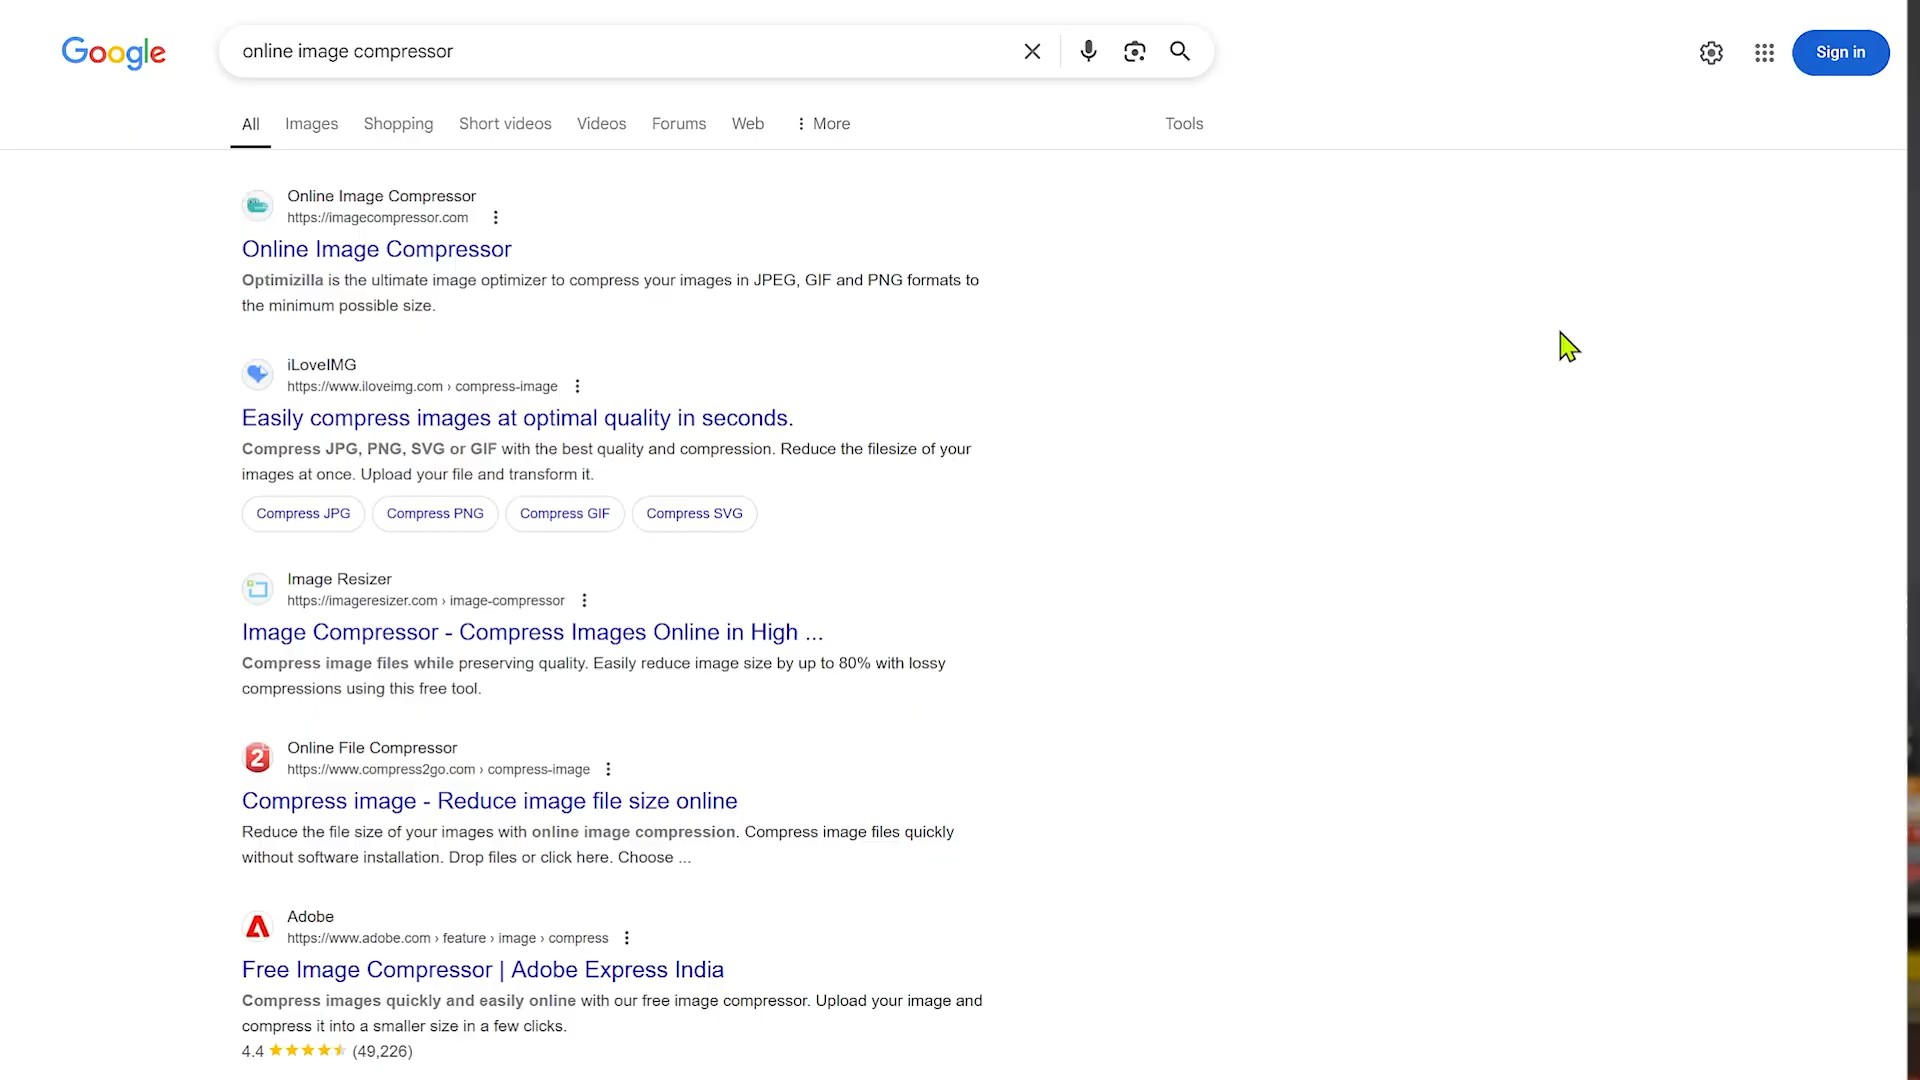 Google
online image compressor
Sign in
All Images Shopping Short videos Videos Forums Web More Tools
Online Image Compressor
https://imagecompressor.com
Online Image Compressor
Optimizilla is the ultimate image optimizer to compress your images in JPEG, GIF and PNG formats to
the minimum possible size.
iLoveIMG
https://www.iloveimg.com › compress-image
Easily compress images at optimal quality in seconds.
Compress JPG, PNG, SVG or GIF with the best quality and compression. Reduce the filesize of your
images at once. Upload your file and transform it.
Compress JPG Compress PNG Compress GIF Compress SVG
Image Resizer
https://imageresizer.com › image-compressor
Image Compressor - Compress Images Online in High ...
Compress image files while preserving quality. Easily reduce image size by up to 80% with lossy
compressions using this free tool.
2
Online File Compressor
https://www.compress2go.com › compress-image
Compress image - Reduce image file size online
Reduce the file size of your images with online image compression. Compress image files quickly
without software installation. Drop files or click here. Choose ...
Adobe
https://www.adobe.com › feature › image › compress
Free Image Compressor | Adobe Express India
Compress images quickly and easily online with our free image compressor. Upload your image and
compress it into a smaller size in a few clicks.
4.4 (49,226)